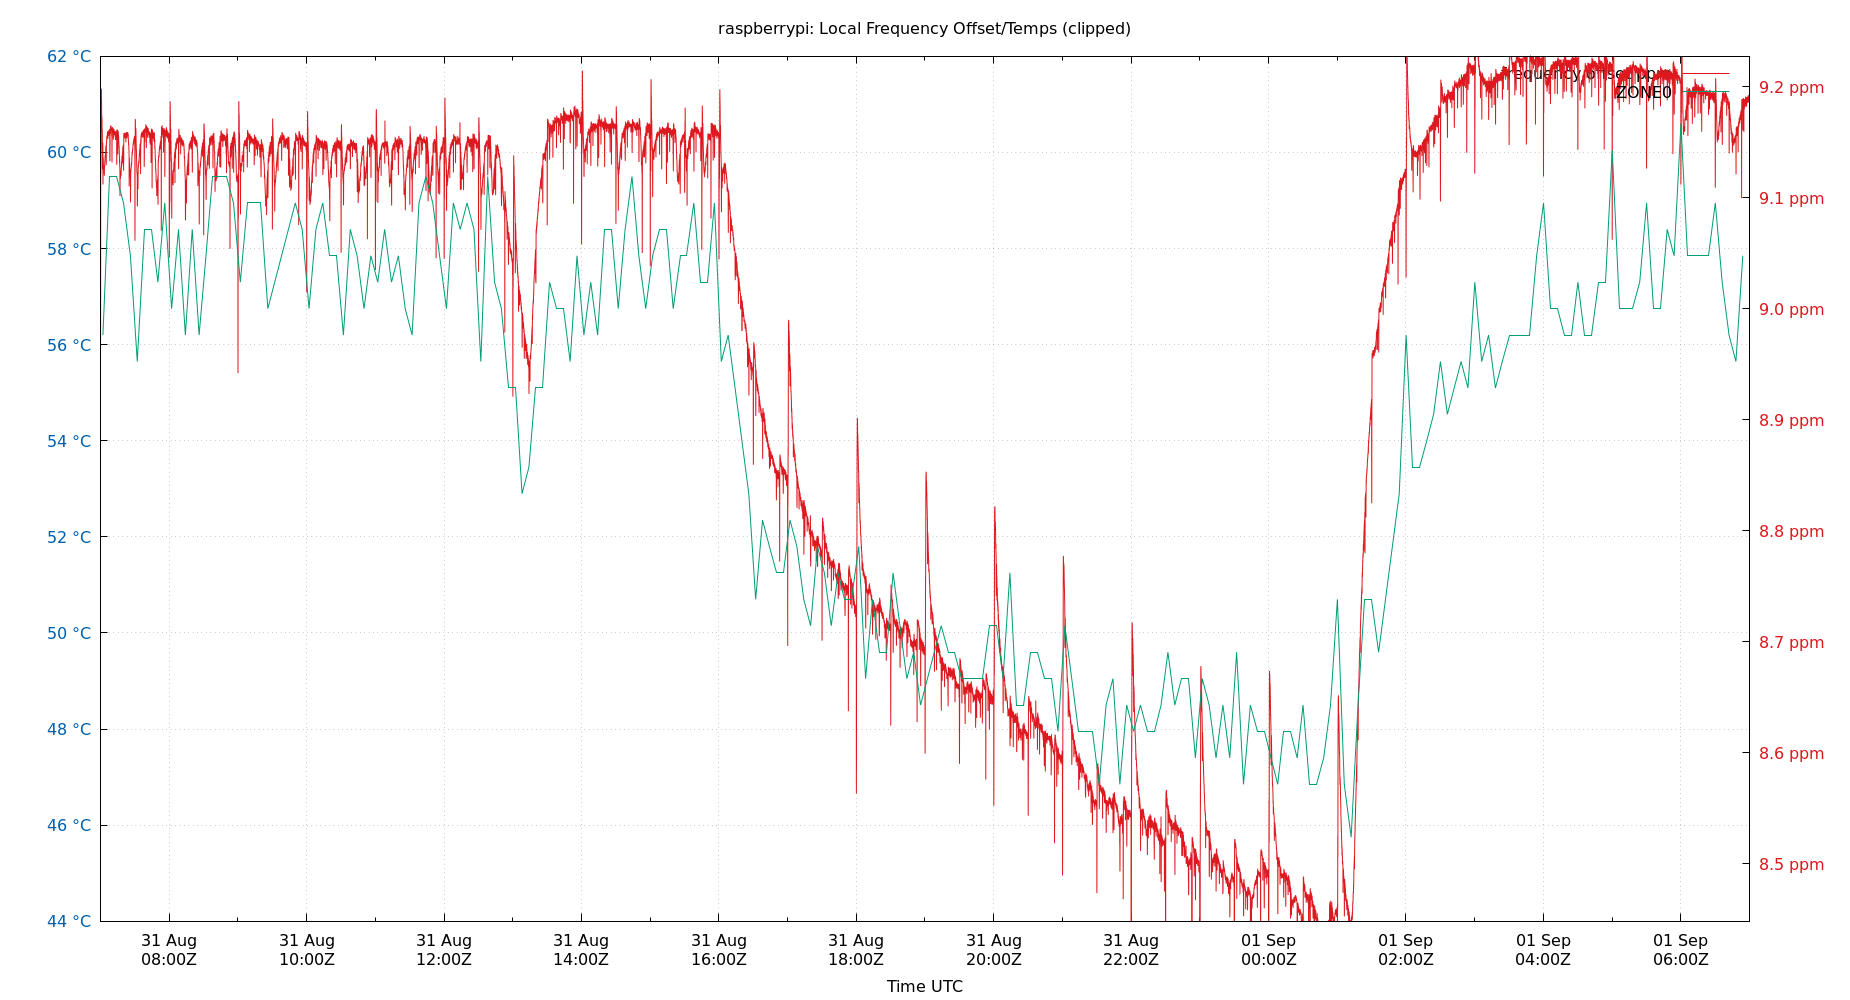 raspberrypi: Local Frequency Offset/Temps (clipped)
62 °C
60 °C
58 °C
56 °C
54 °C
52 °C
50 °C
48 °C
46 °C
44 °C
frequency offset ppm
ZONE0
9.2 ppm
9.1 ppm
9.0 ppm
8.9 ppm
8.8 ppm
8.7 ppm
8.6 ppm
8.5 ppm
31 Aug
08:00Z
31 Aug
10:00Z
31 Aug
12:00Z
31 Aug
14:00Z
31 Aug
16:00Z
31 Aug
18:00Z
31 Aug
20:00Z
31 Aug
22:00Z
01 Sep
00:00Z
01 Sep
02:00Z
01 Sep
04:00Z
01 Sep
06:00Z
Time UTC